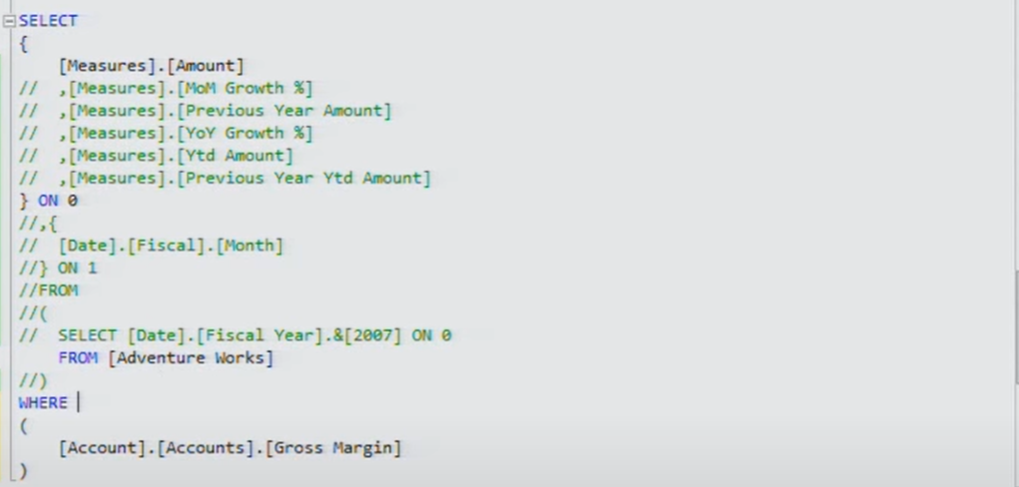 SELECT
{
    [Measures].[Amount]
//  ,[Measures].[MoM Growth %]
//  ,[Measures].[Previous Year Amount]
//  ,[Measures].[YoY Growth %]
//  ,[Measures].[Ytd Amount]
//  ,[Measures].[Previous Year Ytd Amount]
} ON 0
//,{
//  [Date].[Fiscal].[Month]
//} ON 1
//FROM
//(
//  SELECT [Date].[Fiscal Year].&[2007] ON 0
    FROM [Adventure Works]
//)
WHERE
(
    [Account].[Accounts].[Gross Margin]
)